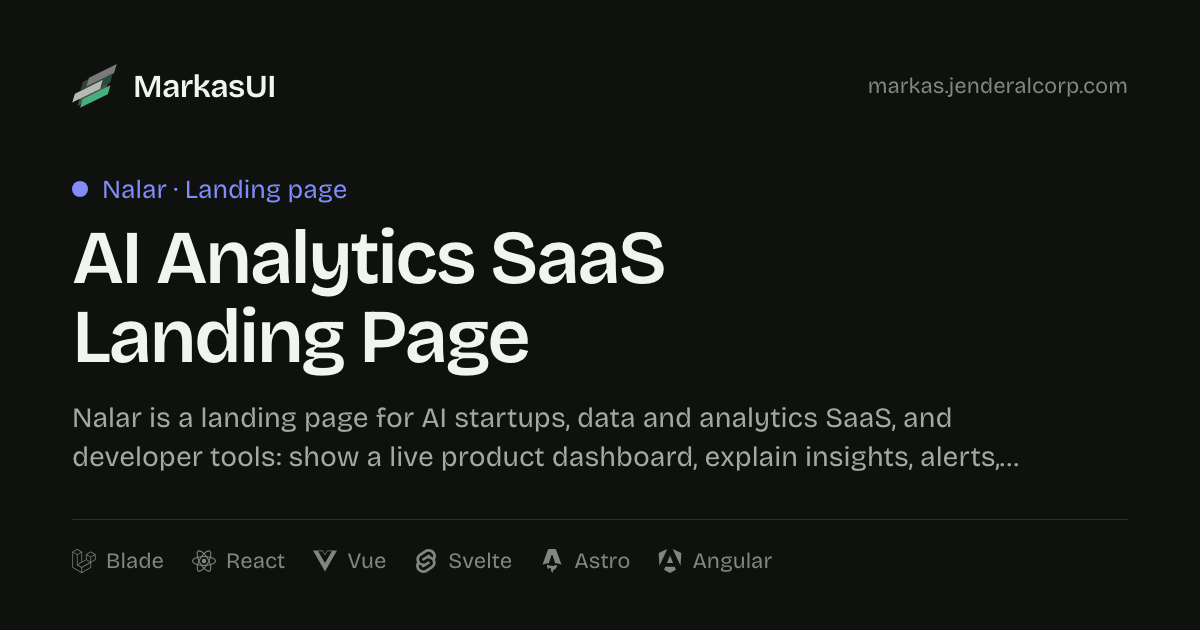 MarkasUI
markas.jenderalcorp.com
Nalar · Landing page
AI Analytics SaaS
Landing Page
Nalar is a landing page for AI startups, data and analytics SaaS, and
developer tools: show a live product dashboard, explain insights, alerts,...
Blade React Vue Svelte Astro Angular